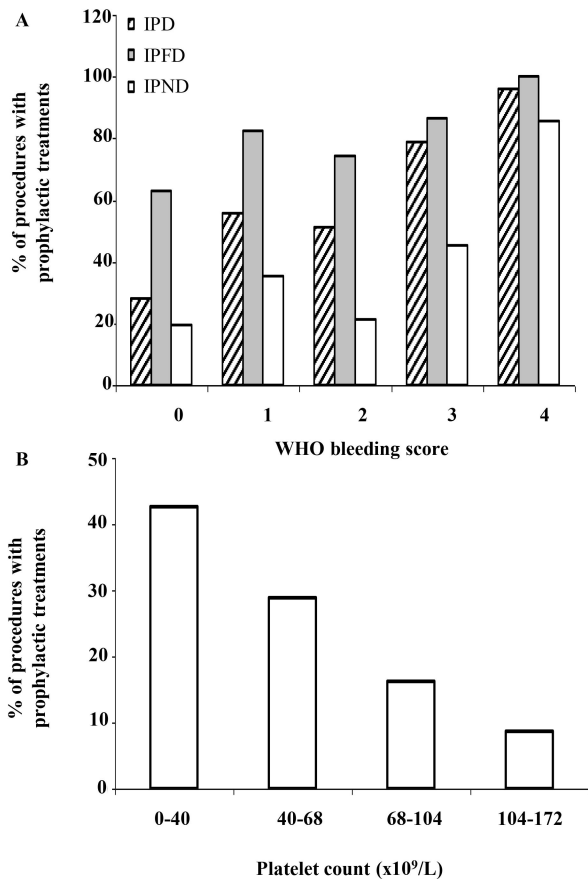 A
IPD
IPFD
IPND
120
100
80
60
40
20
0
% of procedures with
prophylactic treatments
0 1 2 3 4
WHO bleeding score
B
50
40
30
20
10
0
% of procedures with
prophylactic treatments
0-40 40-68 68-104 104-172
Platelet count (x10⁹/L)